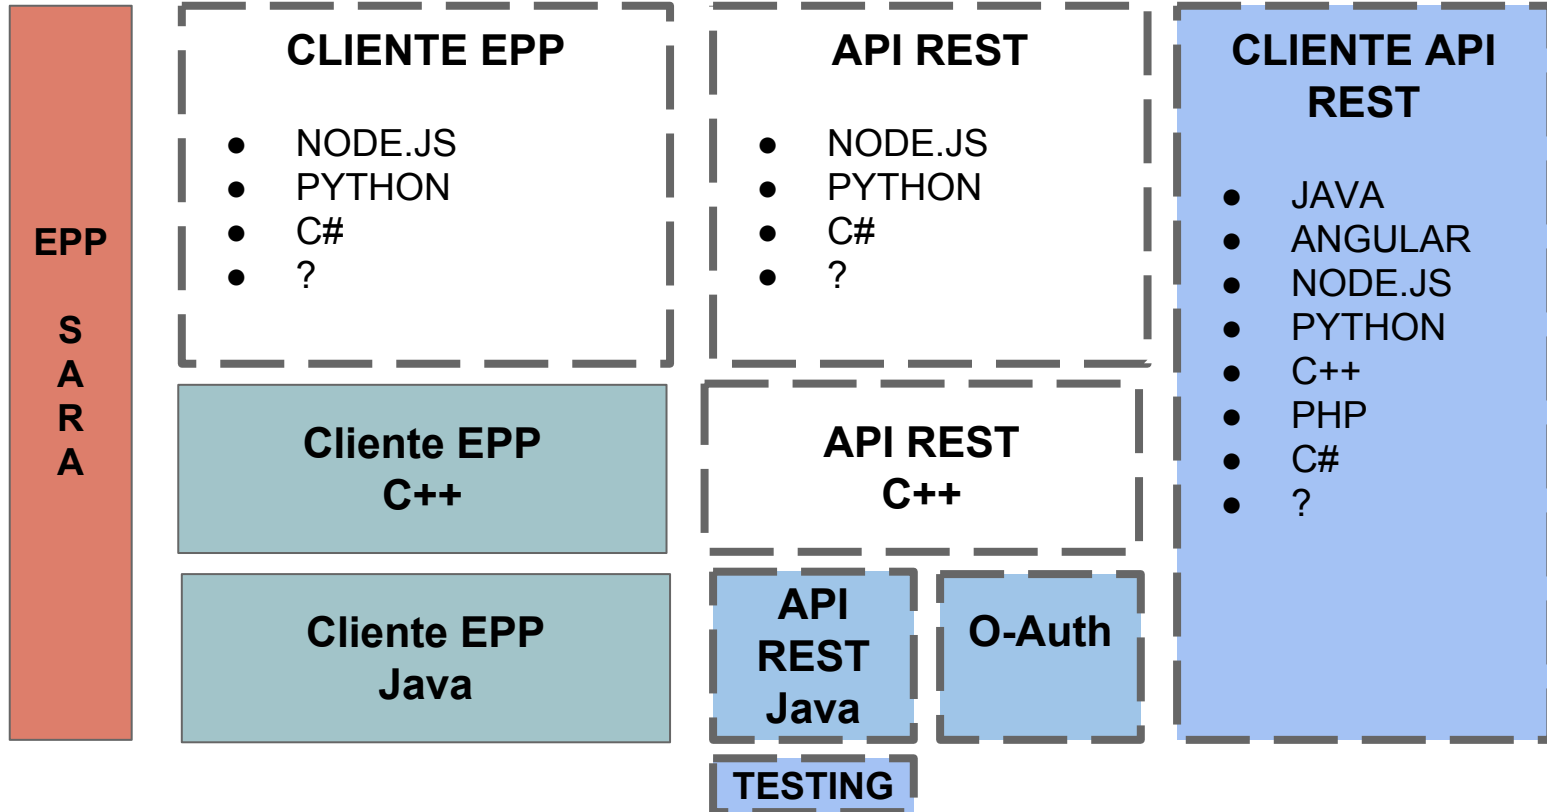 EPP
S
A
R
A
CLIENTE EPP
● NODE.JS
● PYTHON
● C#
● ?
API REST
● NODE.JS
● PYTHON
● C#
● ?
CLIENTE API
REST
● JAVA
● ANGULAR
● NODE.JS
● PYTHON
● C++
● PHP
● C#
● ?
Cliente EPP
C++
API REST
C++
Cliente EPP
Java
API
REST
Java
O-Auth
TESTING